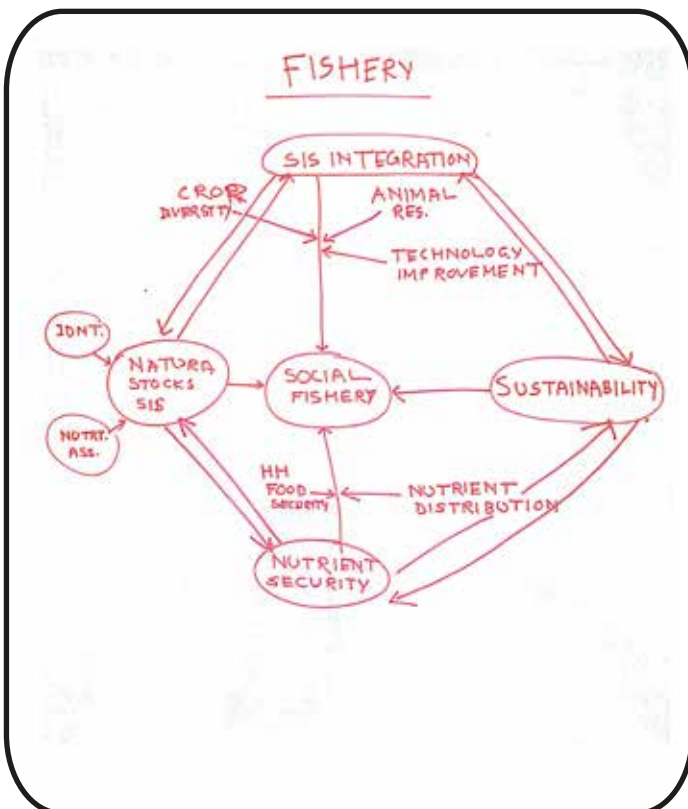 FISHERY
SIS INTEGRATION
CROP
DIVERSITY
ANIMAL
RES.
TECHNOLOGY
IMPROVEMENT
IDNT.
NATURA
STOCKS
SIS
SOCIAL
FISHERY
SUSTAINABILITY
NUTRT.
ASS.
HH
FOOD
SECURITY
NUTRIENT
DISTRIBUTION
NUTRIENT
SECURITY